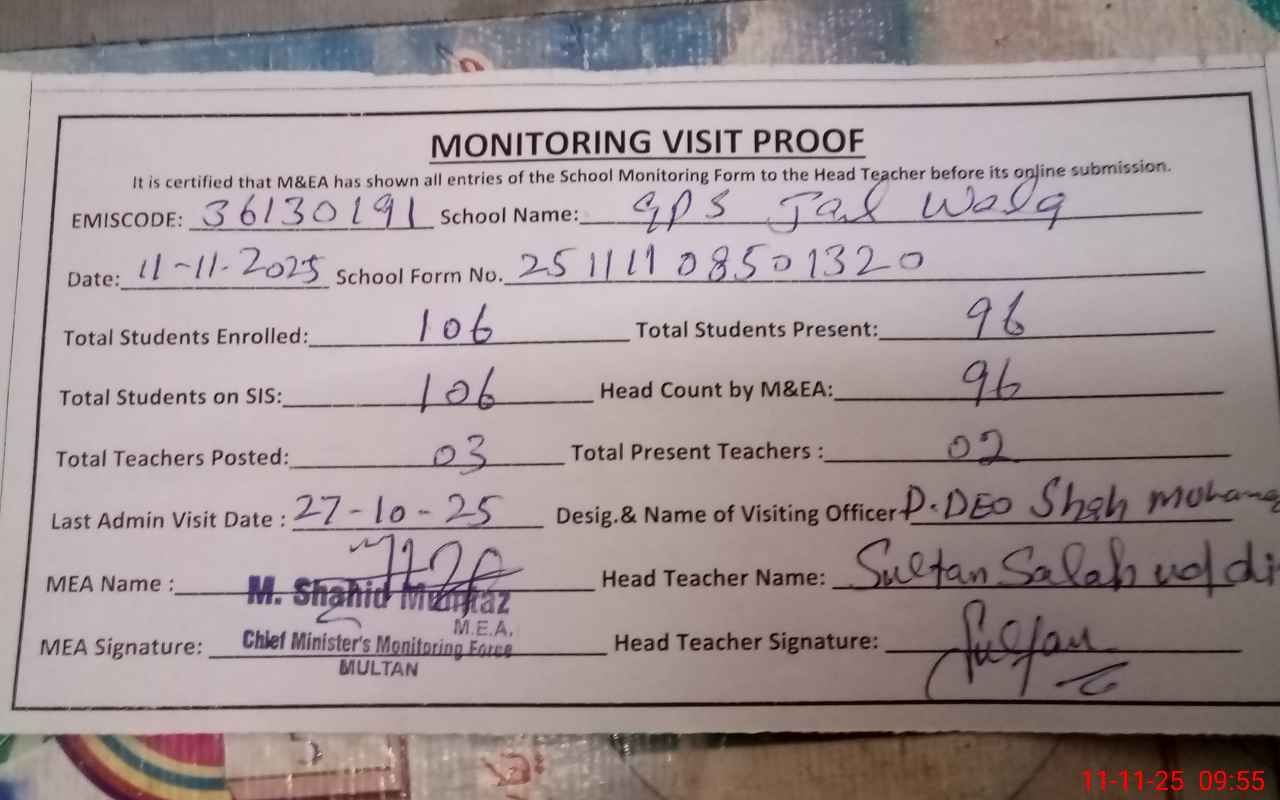 MONITORING VISIT PROOF
It is certified that M&EA has shown all entries of the School Monitoring Form to the Head Teacher before its online submission.
EMISCODE: 36130191 School Name: GPS Jal Wala
Date: 11-11-2025 School Form No. 25111108501320
Total Students Enrolled: 106 Total Students Present: 96
Total Students on SIS: 106 Head Count by M&EA: 96
Total Teachers Posted: 03 Total Present Teachers : 02
Last Admin Visit Date : 27-10-25 Desig.& Name of Visiting Officer D.DEO Shah
MEA Name : M. Shahid Mumtaz Head Teacher Name: Sultan Salah ud di
M.E.A.
MEA Signature: Chief Minister's Monitoring Force Head Teacher Signature: Sultan
MULTAN
11-11-25 09:55